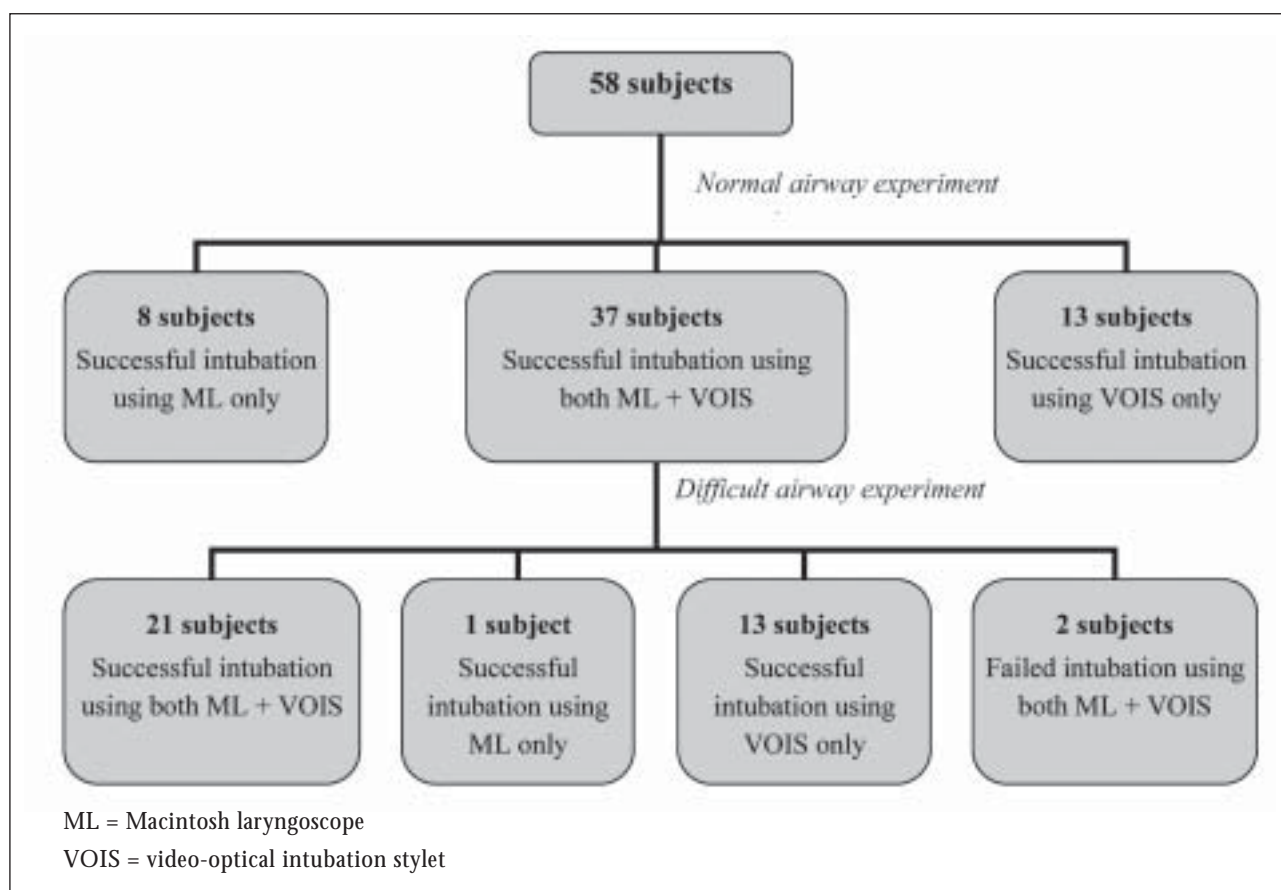 58 subjects
Normal airway experiment
8 subjects
Successful intubation
using ML only
37 subjects
Successful intubation using
both ML + VOIS
13 subjects
Successful intubation
using VOIS only
Difficult airway experiment
21 subjects
Successful intubation
using both ML + VOIS
1 subject
Successful
intubation using
ML only
13 subjects
Successful
intubation using
VOIS only
2 subjects
Failed intubation using
both ML + VOIS
ML = Macintosh laryngoscope
VOIS = video-optical intubation stylet